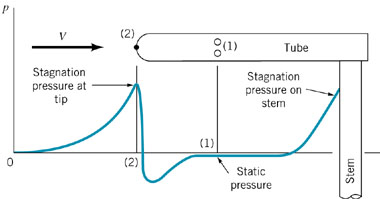 p
V
(2)
(1)
Tube
Stagnation
pressure at
tip
Stagnation
pressure on
stem
(1)
0
(2)
Static
pressure
Stem